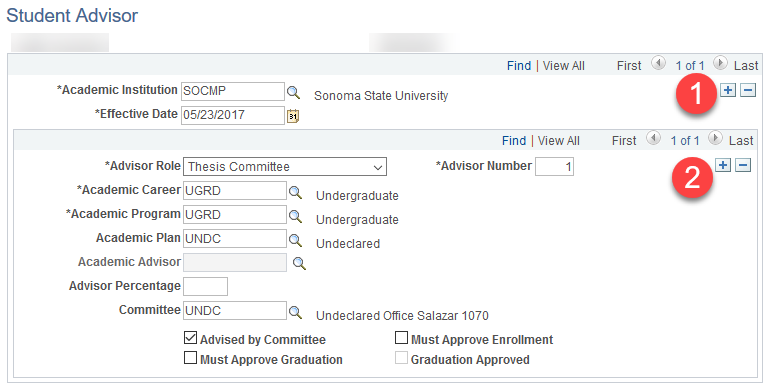 Student Advisor
Find | View All First 1 of 1 Last
*Academic Institution SOCMP Sonoma State University 1
*Effective Date 05/23/2017 31
Find | View All First 1 of 1 Last
*Advisor Role Thesis Committee *Advisor Number 1 2
*Academic Career UGRD Undergraduate
*Academic Program UGRD Undergraduate
Academic Plan UNDC Undeclared
Academic Advisor
Advisor Percentage
Committee UNDC Undeclared Office Salazar 1070
Advised by Committee Must Approve Enrollment
Must Approve Graduation Graduation Approved